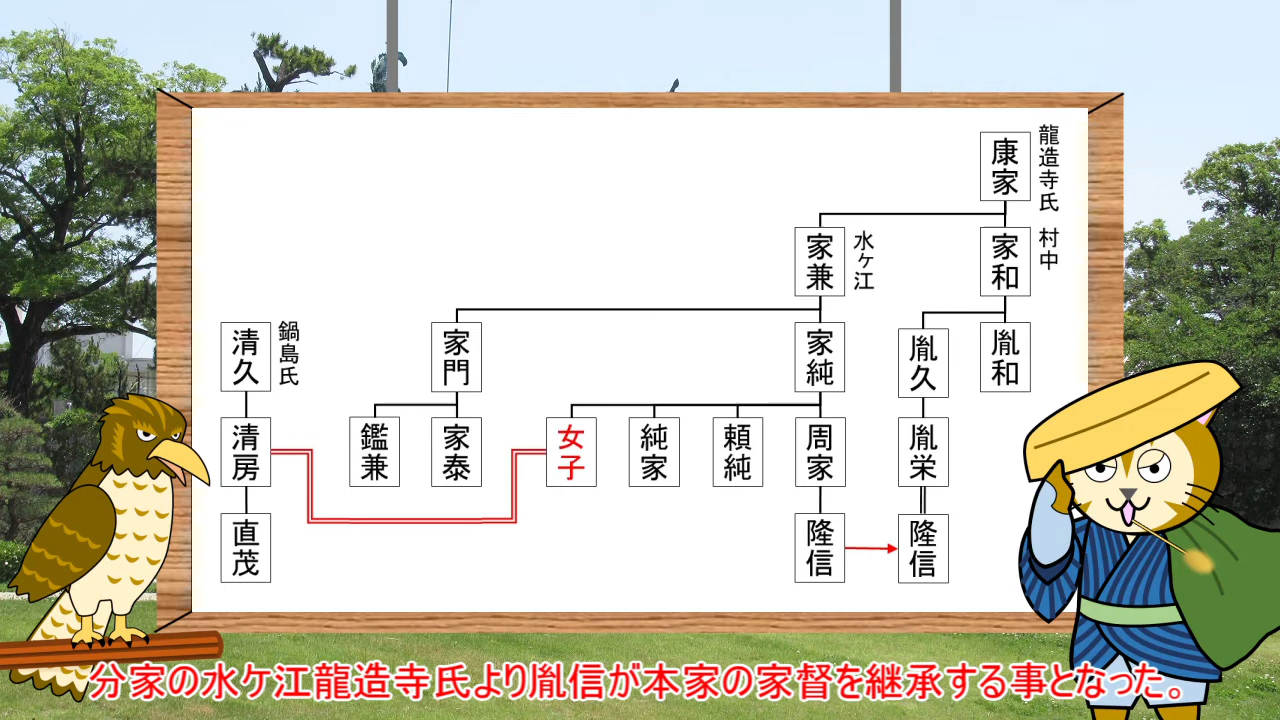 龍造寺氏
康家
村中
家和
水ヶ江
家兼
胤和
胤久
家純
家門
鍋島氏
清久
胤栄
周家
頼純
純家
女子
家泰
鑑兼
清房
隆信
隆信
直茂
分家の水ケ江龍造寺氏より胤信が本家の家督を継承する事となった。